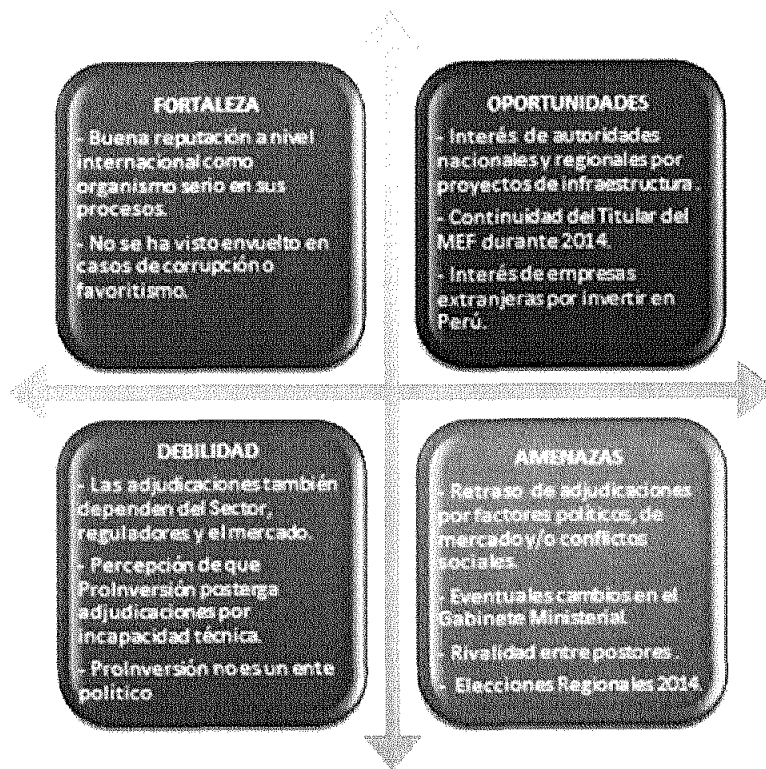 FORTALEZA
- Buena reputación a nivel
internacional como
organismo serio en sus
procesos.
- No se ha visto envuelto en
casos de corrupción o
favoritismo.
OPORTUNIDADES
- Interés de autoridades
nacionales y regionales por
proyectos de infraestructura.
- Continuidad del Titular del
MEF durante 2014.
- Interés de empresas
extranjeras por invertir en
Perú.
DEBILIDAD
- Las adjudicaciones también
dependen del Sector,
reguladores y el mercado.
- Percepción de que
ProInversión posterga
adjudicaciones por
incapacidad técnica.
- ProInversión no es un ente
político
AMENAZAS
- Retraso de adjudicaciones
por factores políticos, de
mercado y/o conflictos
sociales.
- Eventuales cambios en el
Gabinete Ministerial.
- Rivalidad entre postores.
- Elecciones Regionales 2014.